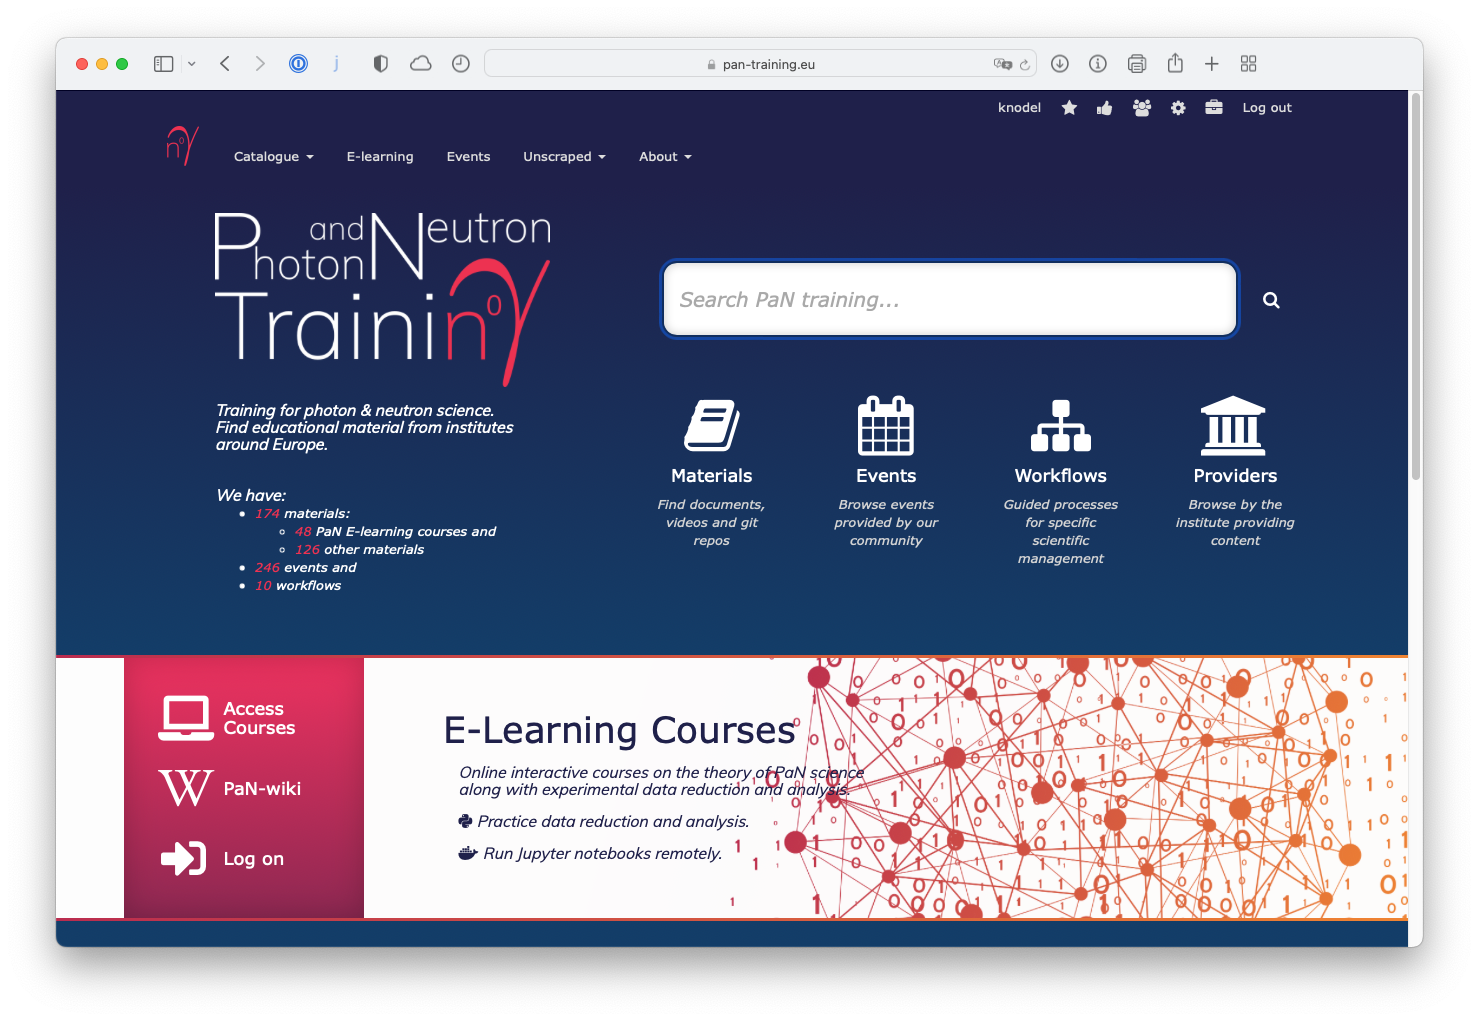 pan-training.eu
knodel
Log out
Catalogue
E-learning
Events
Unscraped
About
Photon and Neutron
Training
Search PaN training...
Training for photon & neutron science.
Find educational material from institutes
around Europe.
We have:
174 materials:
48 PaN E-learning courses and
126 other materials
246 events and
10 workflows
Materials
Find documents,
videos and git
repos
Events
Browse events
provided by our
community
Workflows
Guided processes
for specific
scientific
management
Providers
Browse by the
institute providing
content
Access
Courses
PaN-wiki
Log on
E-Learning Courses
Online interactive courses on the theory of PaN science
along with experimental data reduction and analysis.
Practice data reduction and analysis.
Run Jupyter notebooks remotely.